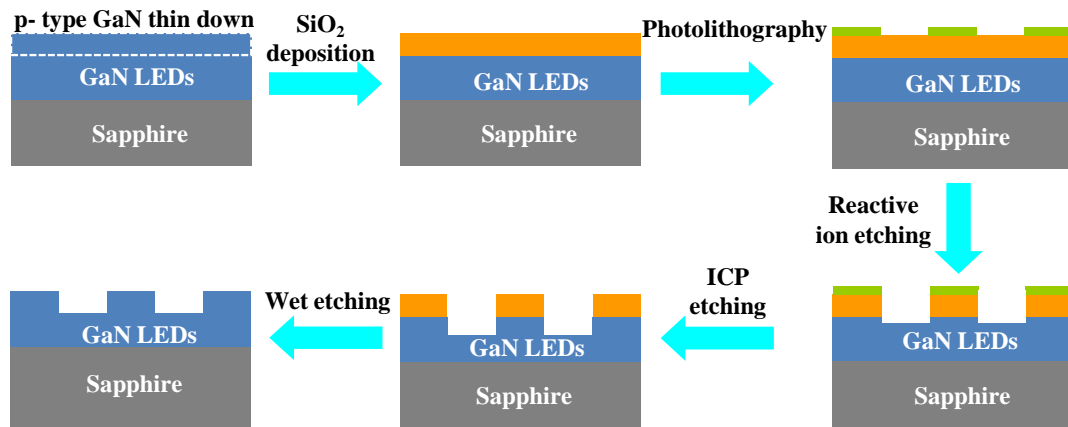 p- type GaN thin down
SiO₂
deposition
Photolithography
GaN LEDs
Sapphire
GaN LEDs
Sapphire
GaN LEDs
Sapphire
Reactive
ion etching
ICP
etching
Wet etching
GaN LEDs
Sapphire
GaN LEDs
Sapphire
GaN LEDs
Sapphire